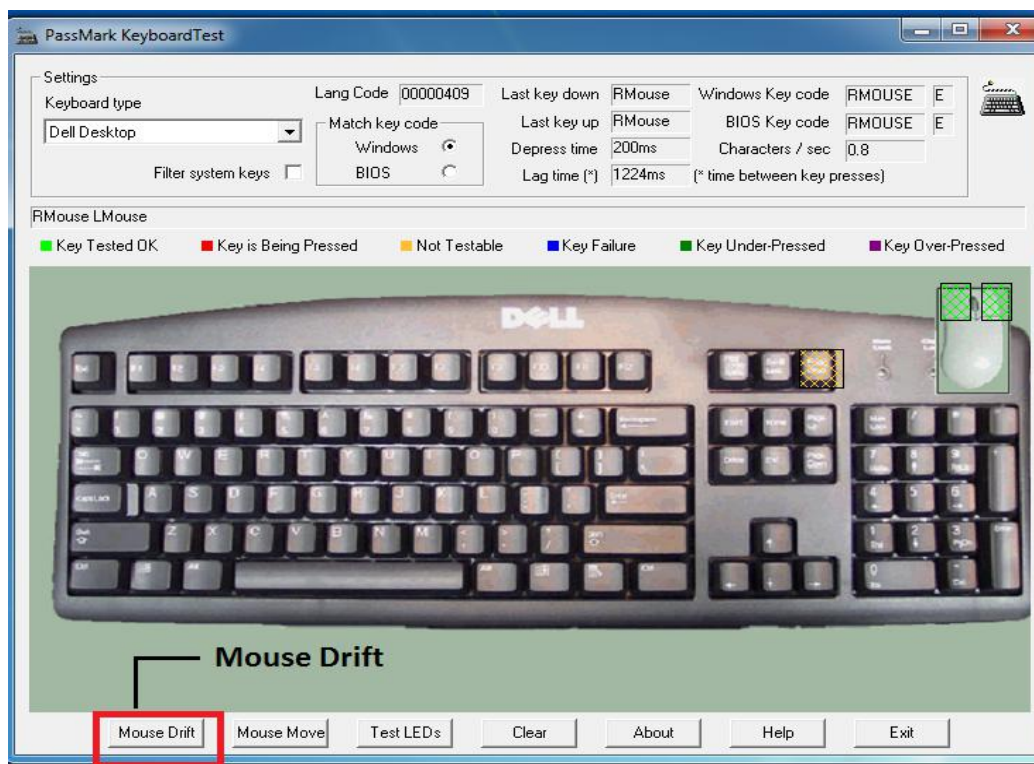 PassMark KeyboardTest
Settings
Keyboard type
Dell Desktop
Filter system keys
Lang Code 00000409
Match key code
Windows
BIOS
Last key down RMouse
Last key up RMouse
Depress time 200ms
Lag time (*) 1224ms
Windows Key code RMOUSE E
BIOS Key code RMOUSE E
Characters / sec 0.8
(* time between key presses)
RMouse LMouse
Key Tested OK Key is Being Pressed Not Testable Key Failure Key Under-Pressed Key Over-Pressed
DELL
Mouse Drift
Mouse Drift Mouse Move Test LEDs Clear About Help Exit